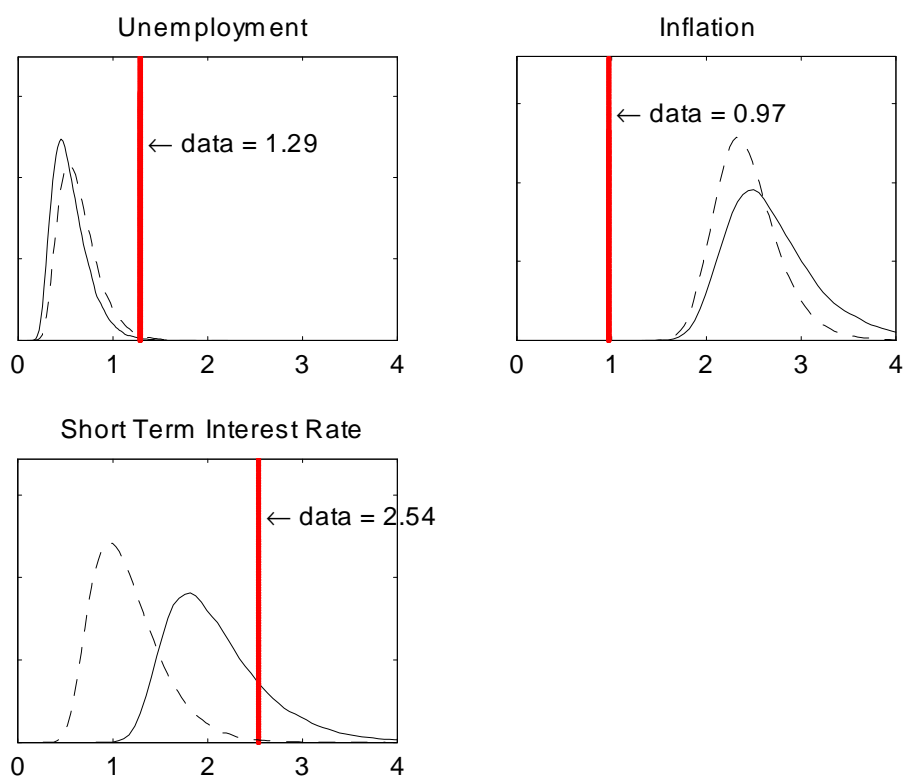 Unemployment
← data = 1.29
0 1 2 3 4
Inflation
← data = 0.97
0 1 2 3 4
Short Term Interest Rate
← data = 2.54
0 1 2 3 4